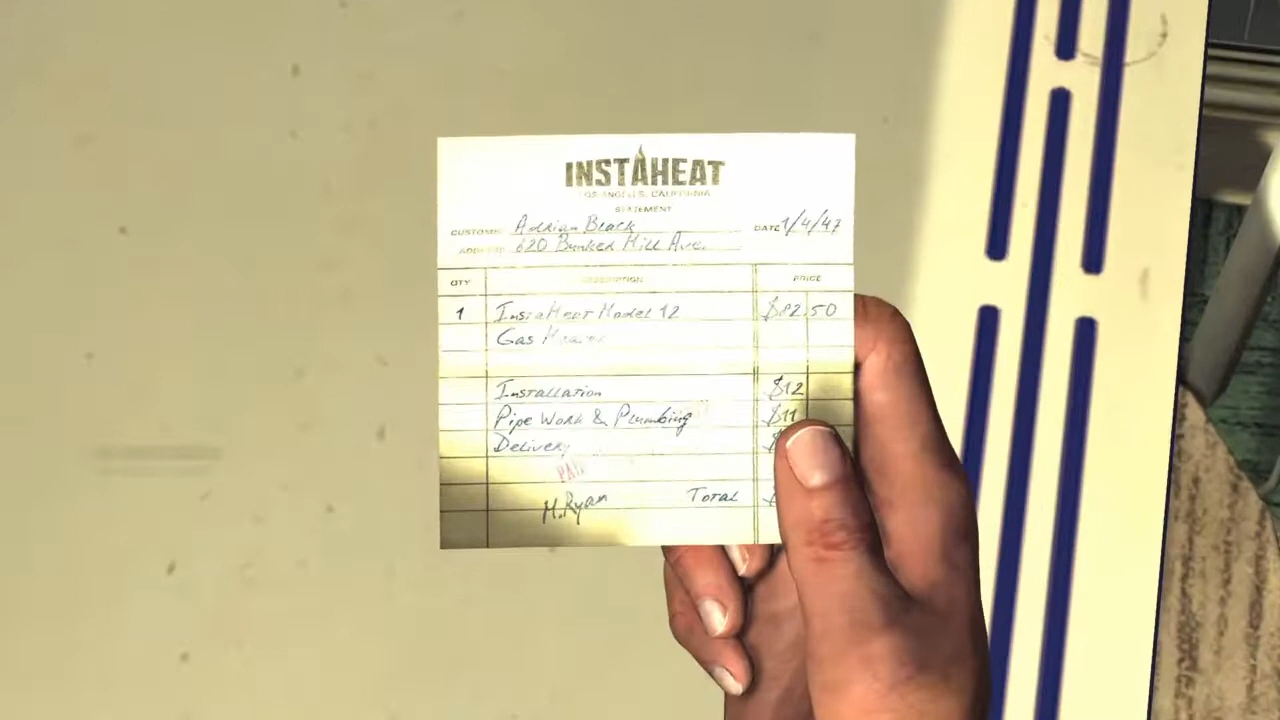 INSTAHEAT
LOS ANGELES, CALIFORNIA
STATEMENT
CUSTOMER Adrian Black DATE 1/4/47
ADDRESS 620 Bunker Hill Ave.
QTY DESCRIPTION PRICE
1 InstaHeat Model 12 $82.50
Gas Heater
Installation $12
Pipe Work & Plumbing $11
Delivery $
PAID
M.Ryan Total $